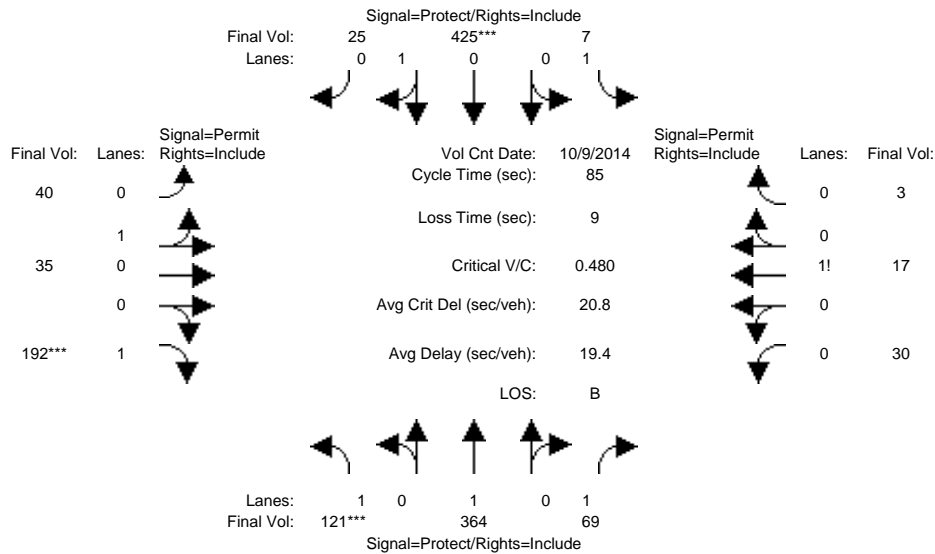 Signal=Protect/Rights=Include
Final Vol: 25 425*** 7
Lanes: 0 1 0 0 1
Signal=Permit
Final Vol: Lanes: Rights=Include
Vol Cnt Date: 10/9/2014
Signal=Permit
Rights=Include Lanes: Final Vol:
Cycle Time (sec): 85
40 0
0 3
Loss Time (sec): 9
1
0
35 0
Critical V/C: 0.480
1! 17
0
Avg Crit Del (sec/veh): 20.8
0
192*** 1
Avg Delay (sec/veh): 19.4
0 30
LOS: B
Lanes: 1 0 1 0 1
Final Vol: 121*** 364 69
Signal=Protect/Rights=Include